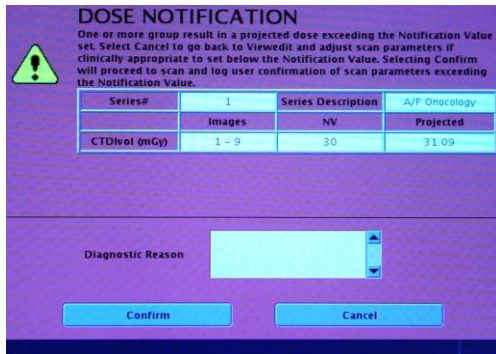 DOSE NOTIFICATION
One or more group result in a projected dose exceeding the Notification Value
set. Select Cancel to go back to Viewedit and adjust scan parameters if
clinically appropriate to set below the Notification Value. Selecting Confirm
will proceed to scan and log user confirmation of scan parameters exceeding
the Notification Value.
Series# 1 Series Description A/P Onocology
Images NV Projected
CTDIvol (mGy) 1 - 9 30 31.09
Diagnostic Reason
Confirm Cancel